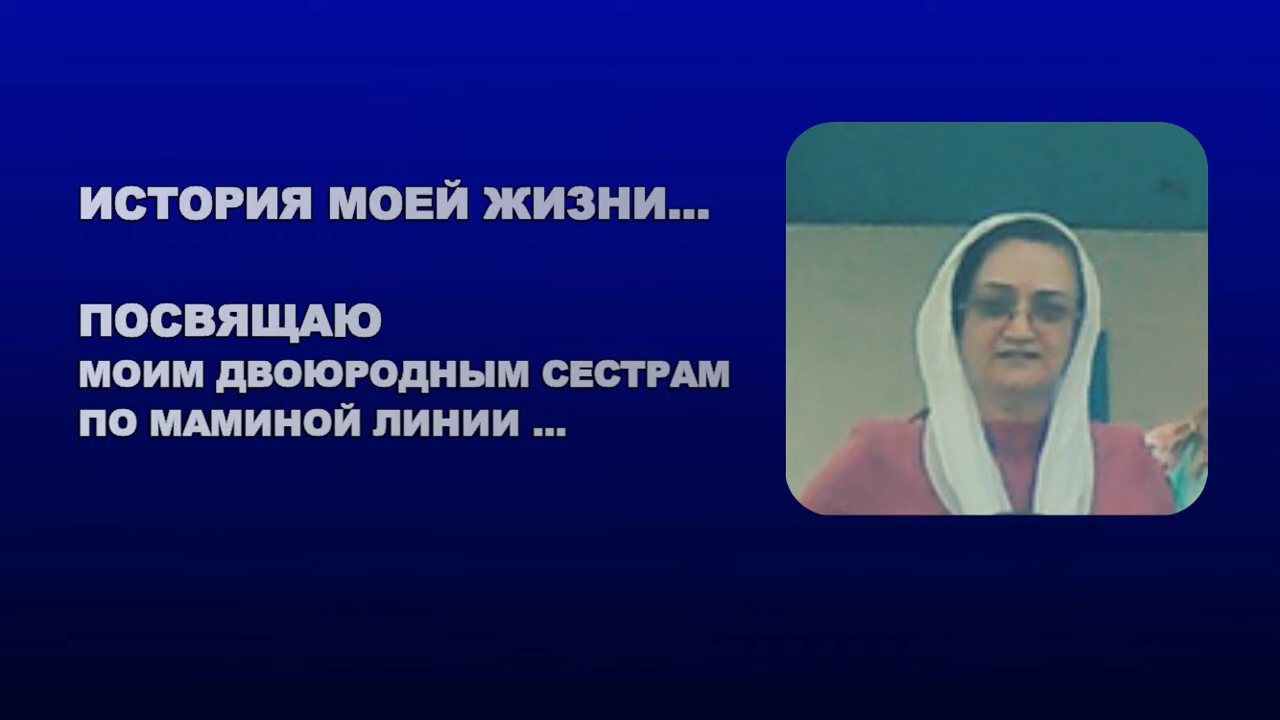 ИСТОРИЯ МОЕЙ ЖИЗНИ...
ПОСВЯЩАЮ
МОИМ ДВОЮРОДНЫМ СЕСТРАМ
ПО МАМИНОЙ ЛИНИИ ...